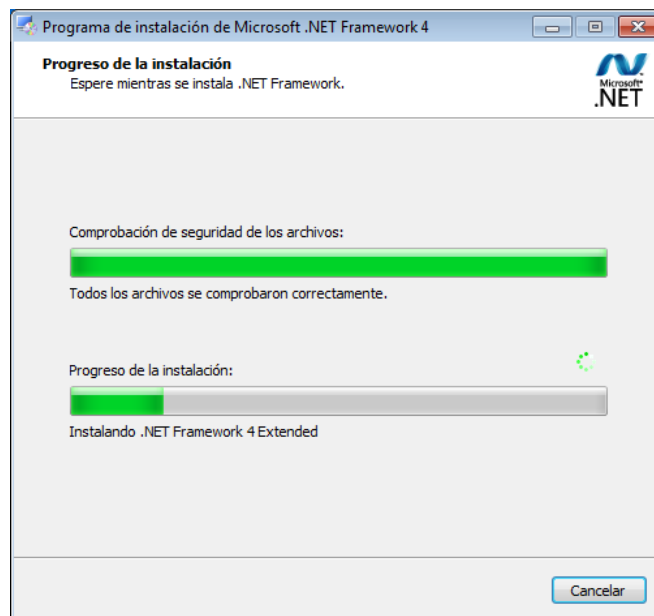 Programa de instalación de Microsoft .NET Framework 4
Progreso de la instalación
Espere mientras se instala .NET Framework.
Microsoft
.NET
Comprobación de seguridad de los archivos:
Todos los archivos se comprobaron correctamente.
Progreso de la instalación:
Instalando .NET Framework 4 Extended
Cancelar